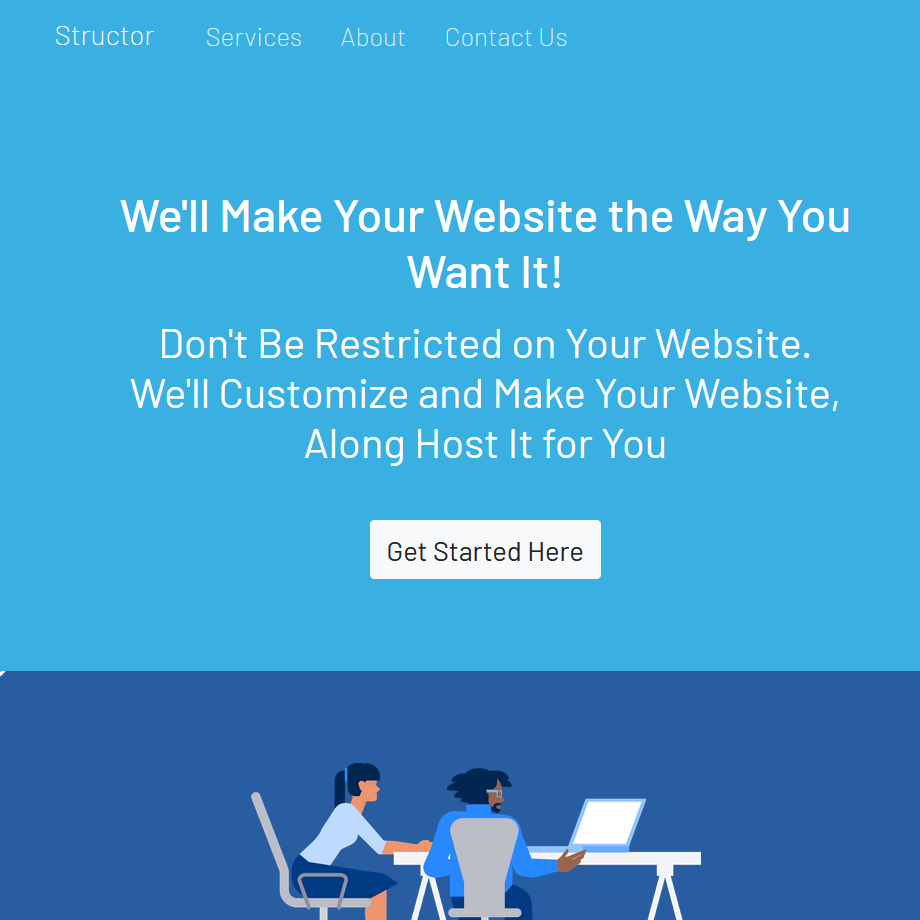 Structor Services About Contact Us
We'll Make Your Website the Way You
Want It!
Don't Be Restricted on Your Website.
We'll Customize and Make Your Website,
Along Host It for You
Get Started Here